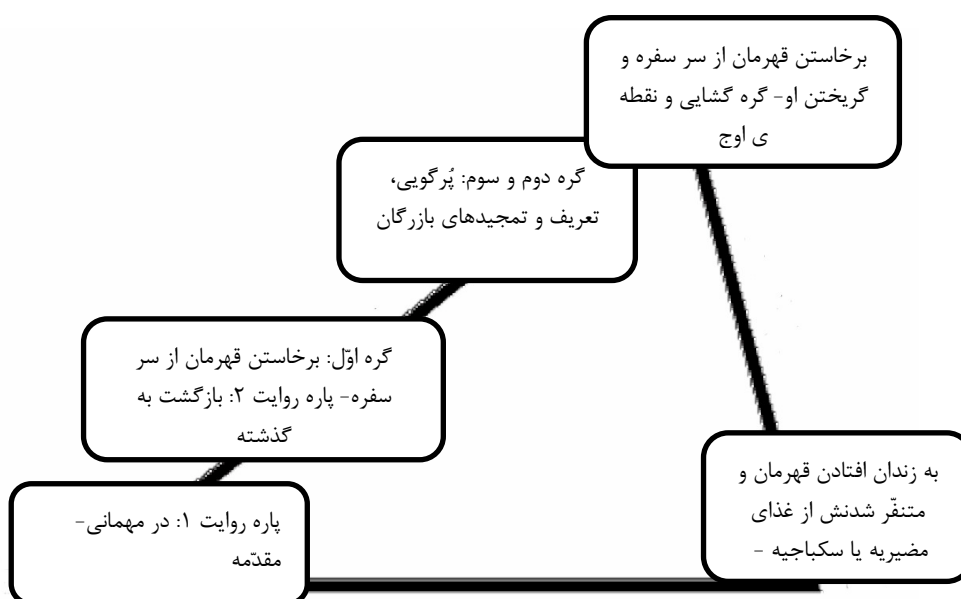 برخاستن قهرمان از سر سفره و
گریختن او- گره گشایی و نقطه
ی اوج
گره دوم و سوم: پُرگویی،
تعریف و تمجیدهای بازرگان
گره اوّل: برخاستن قهرمان از سر
سفره- پاره روایت ۲: بازگشت به
گذشته
پاره روایت ۱: در مهمانی-
مقدّمه
به زندان افتادن قهرمان و
متنفّر شدنش از غذای
مضیریه یا سکباجیه -